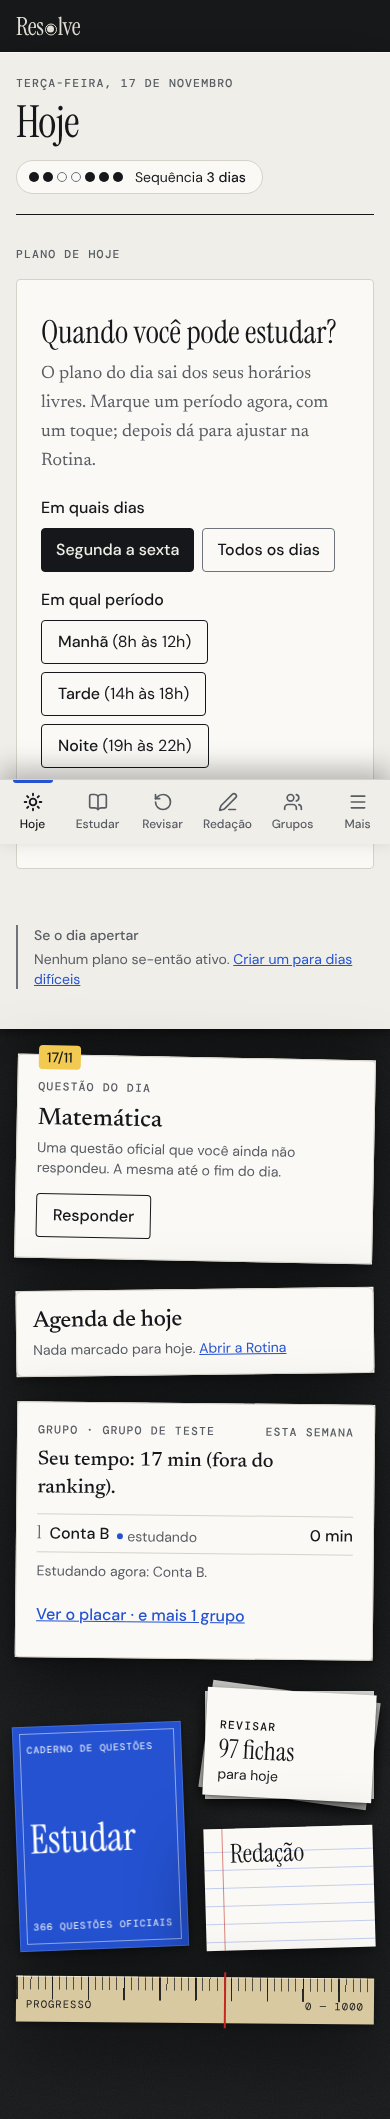 Resolve
TERÇA-FEIRA, 17 DE NOVEMBRO
Hoje
Sequência 3 dias
PLANO DE HOJE
Quando você pode estudar?
O plano do dia sai dos seus horários
livres. Marque um período agora, com
um toque; depois dá para ajustar na
Rotina.
Em quais dias
Segunda a sexta
Todos os dias
Em qual período
Manhã (8h às 12h)
Tarde (14h às 18h)
Noite (19h às 22h)
Hoje
Estudar
Revisar
Redação
Grupos
Mais
Se o dia apertar
Nenhum plano se-então ativo. Criar um para dias
difíceis
17/11
QUESTÃO DO DIA
Matemática
Uma questão oficial que você ainda não
respondeu. A mesma até o fim do dia.
Responder
Agenda de hoje
Nada marcado para hoje. Abrir a Rotina
GRUPO · GRUPO DE TESTE
ESTA SEMANA
Seu tempo: 17 min (fora do
ranking).
1 Conta B estudando 0 min
Estudando agora: Conta B.
Ver o placar · e mais 1 grupo
REVISAR
97 fichas
para hoje
CADERNO DE QUESTÕES
Estudar
366 QUESTÕES OFICIAIS
Redação
PROGRESSO
0 — 1000